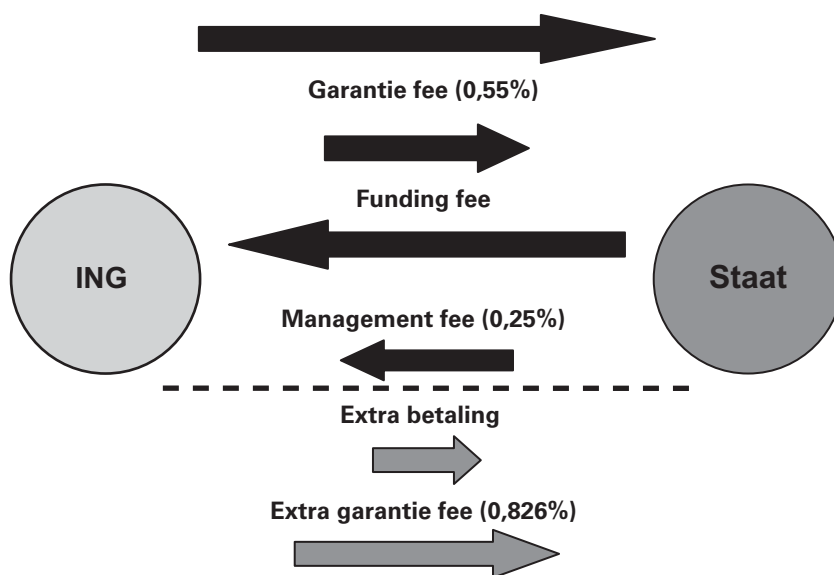 Garantie fee (0,55%)
Funding fee
ING
Staat
Management fee (0,25%)
Extra betaling
Extra garantie fee (0,826%)